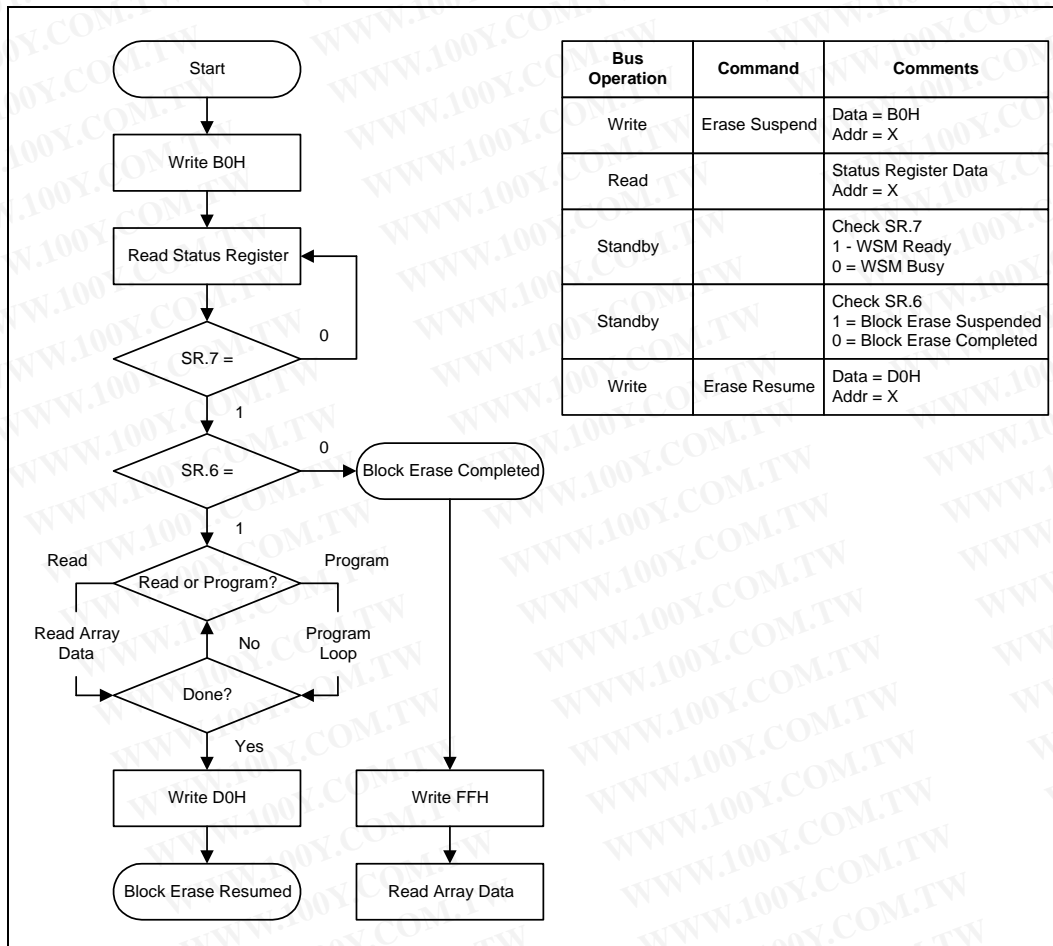 Start
Write B0H
Read Status Register
0
SR.7 =
1
0
SR.6 =
Block Erase Completed
1
Read
Program
Read or Program?
Read Array
Data
No
Program
Loop
Done?
Yes
Write D0H
Write FFH
Block Erase Resumed
Read Array Data
Bus
Operation
Command
Comments
Write
Erase Suspend
Data = B0H
Addr = X
Read
Status Register Data
Addr = X
Standby
Check SR.7
1 - WSM Ready
0 = WSM Busy
Standby
Check SR.6
1 = Block Erase Suspended
0 = Block Erase Completed
Write
Erase Resume
Data = D0H
Addr = X
WWW.100Y.COM.TW